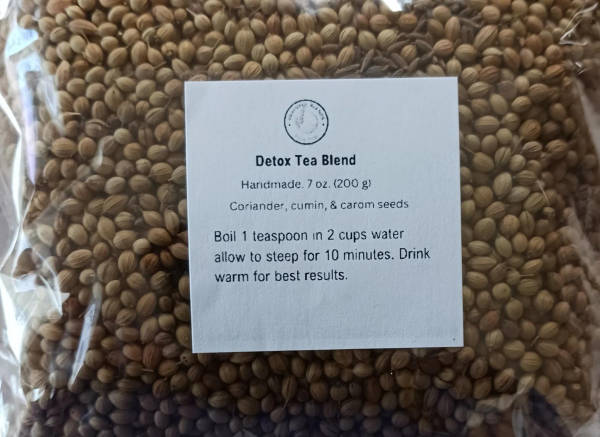 Detox Tea Blend
Handmade. 7 oz. (200 g)
Coriander, cumin, & carom seeds
Boil 1 teaspoon in 2 cups water
allow to steep for 10 minutes. Drink
warm for best results.